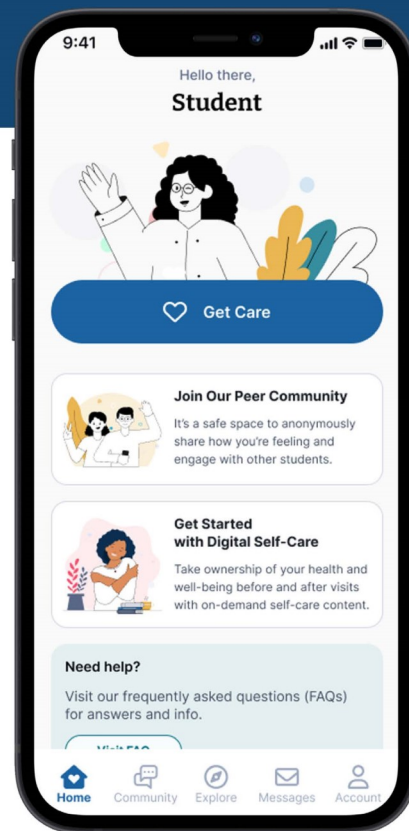 9:41
Hello there,
Student
Get Care
Join Our Peer Community
It's a safe space to anonymously
share how you're feeling and
engage with other students.
Get Started
with Digital Self-Care
Take ownership of your health and
well-being before and after visits
with on-demand self-care content.
Need help?
Visit our frequently asked questions (FAQs)
for answers and info.
Visit FAQ
Home Community Explore Messages Account